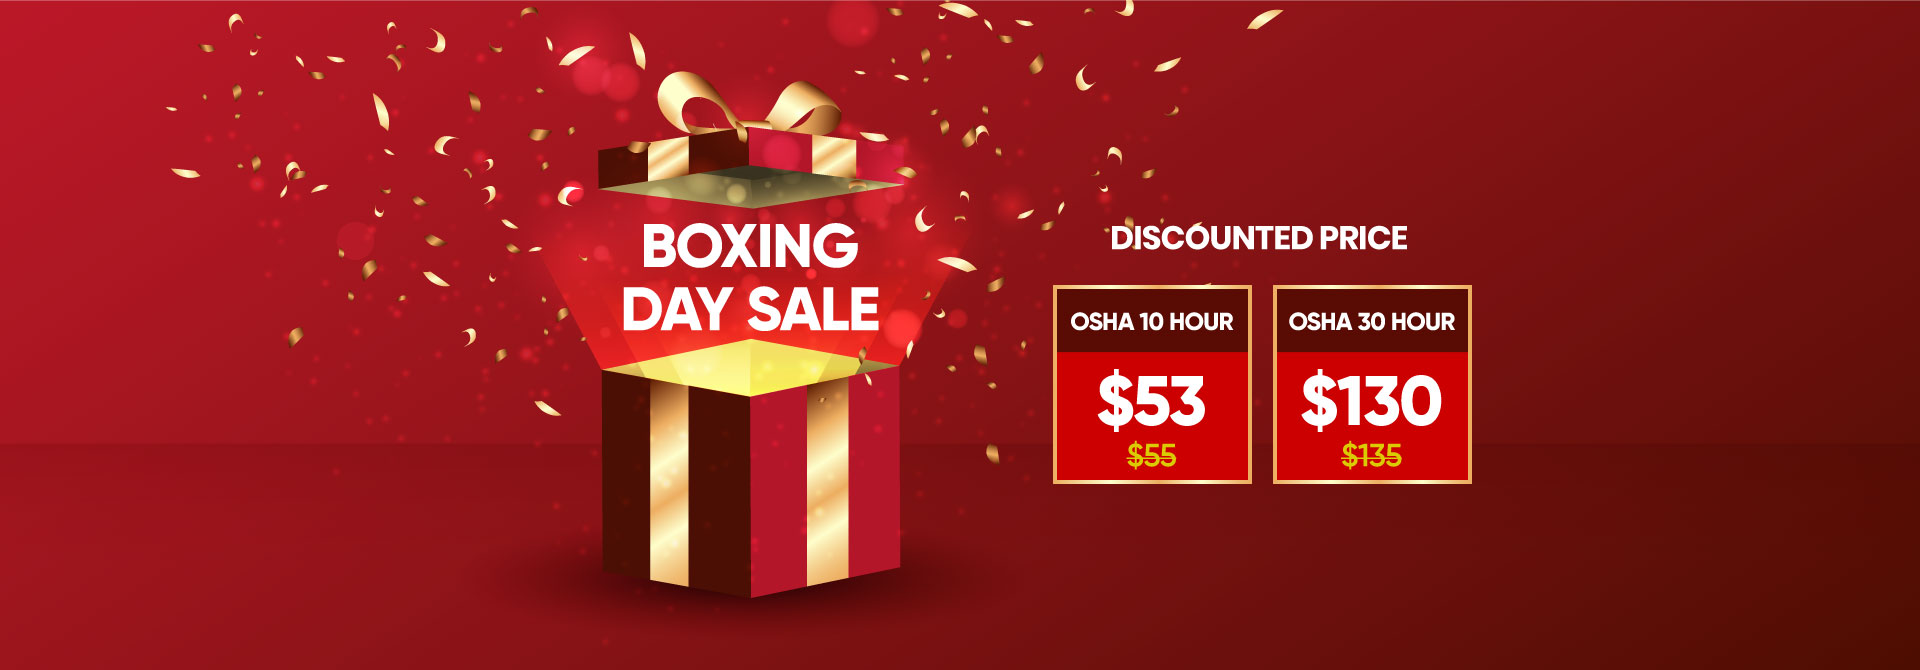 BOXING
DAY SALE
DISCOUNTED PRICE
OSHA 10 HOUR
$53
$55
OSHA 30 HOUR
$130
$135